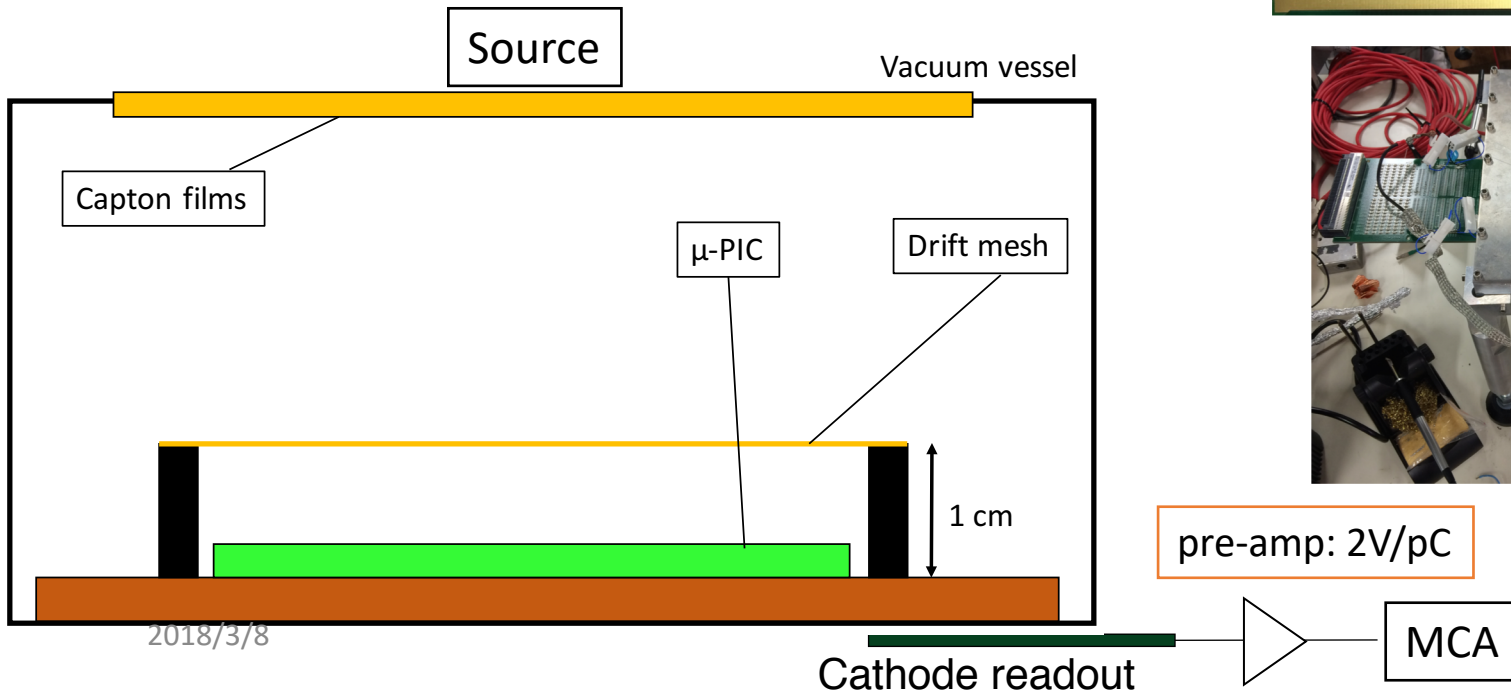 Source
Vacuum vessel
Capton films
μ-PIC
Drift mesh
1 cm
pre-amp: 2V/pC
2018/3/8
MCA
Cathode readout